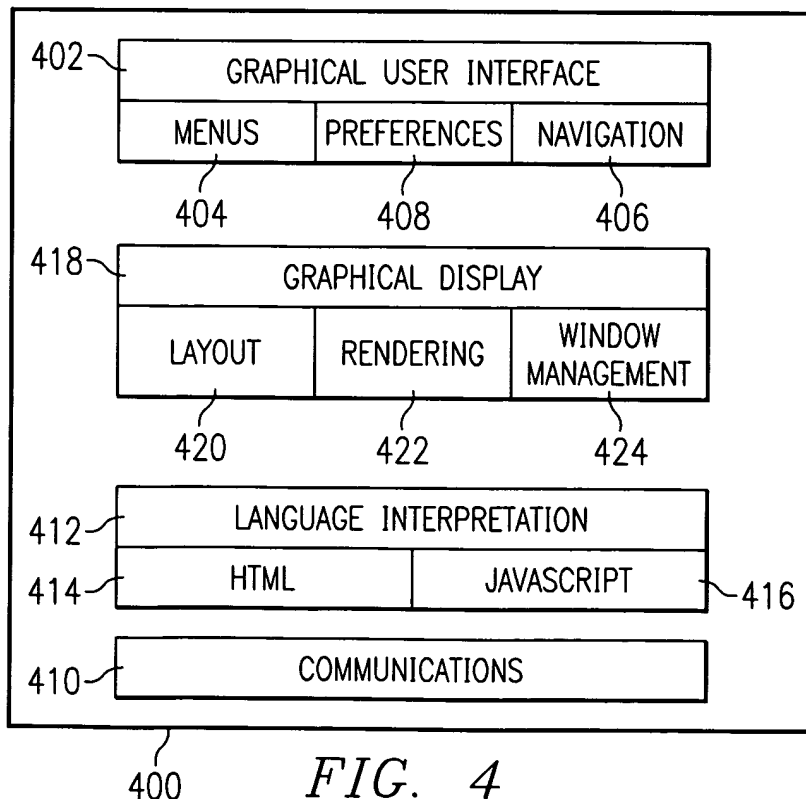 402
GRAPHICAL USER INTERFACE
MENUS PREFERENCES NAVIGATION
404 408 406
418
GRAPHICAL DISPLAY
LAYOUT RENDERING WINDOW MANAGEMENT
420 422 424
412
LANGUAGE INTERPRETATION
414 HTML JAVASCRIPT 416
410 COMMUNICATIONS
400
FIG. 4